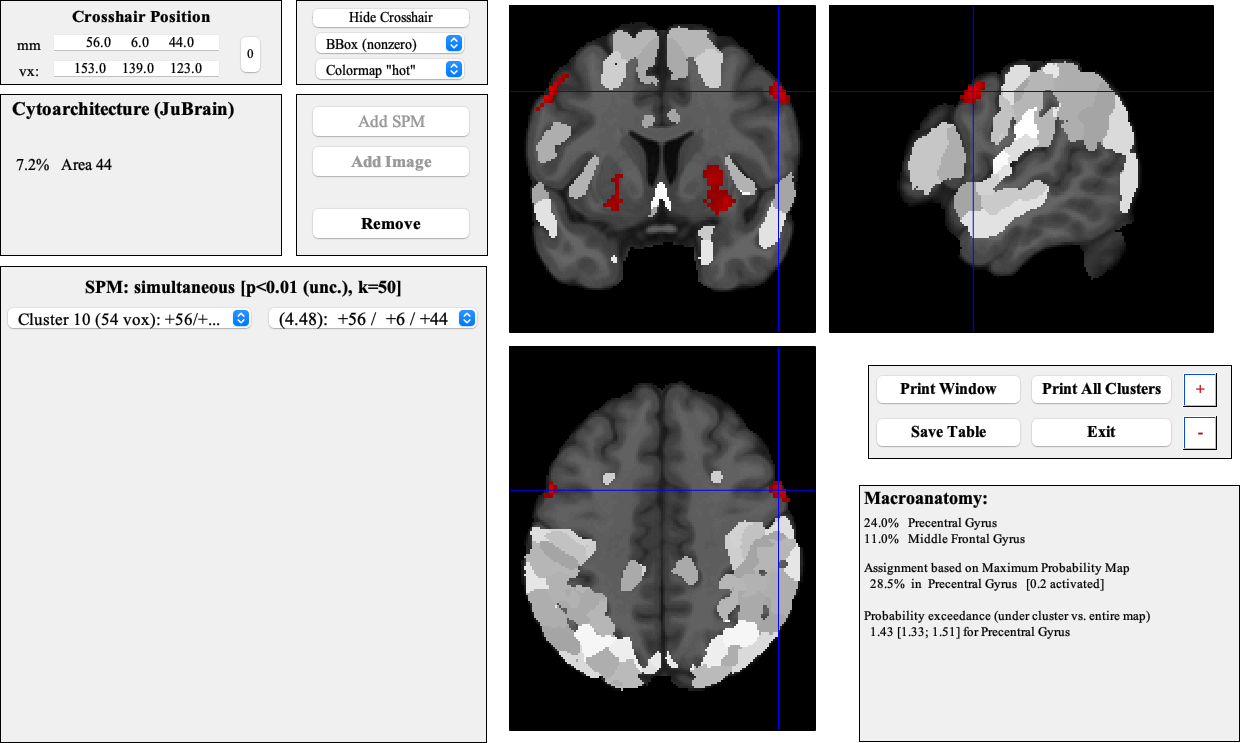 Crosshair Position
mm 56.0 6.0 44.0
vx: 153.0 139.0 123.0
0
Hide Crosshair
BBox (nonzero)
Colormap "hot"
Cytoarchitecture (JuBrain)
7.2% Area 44
Add SPM
Add Image
Remove
SPM: simultaneous [p<0.01 (unc.), k=50]
Cluster 10 (54 vox): +56/+... (4.48): +56 / +6 / +44
Print Window Print All Clusters +
Save Table Exit -
Macroanatomy:
24.0% Precentral Gyrus
11.0% Middle Frontal Gyrus
Assignment based on Maximum Probability Map
28.5% in Precentral Gyrus [0.2 activated]
Probability exceedance (under cluster vs. entire map)
1.43 [1.33; 1.51] for Precentral Gyrus